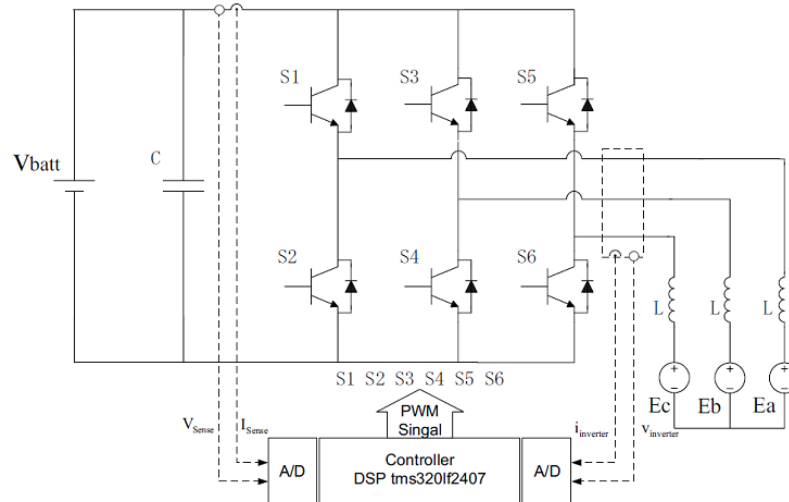 S1 S3 S5
Vbatt C
S2 S4 S6
L L L
S1 S2 S3 S4 S5 S6
Ec Eb Ea
PWM
Singal
VSense ISense iinverter vinverter
A/D Controller A/D
DSP tms320lf2407